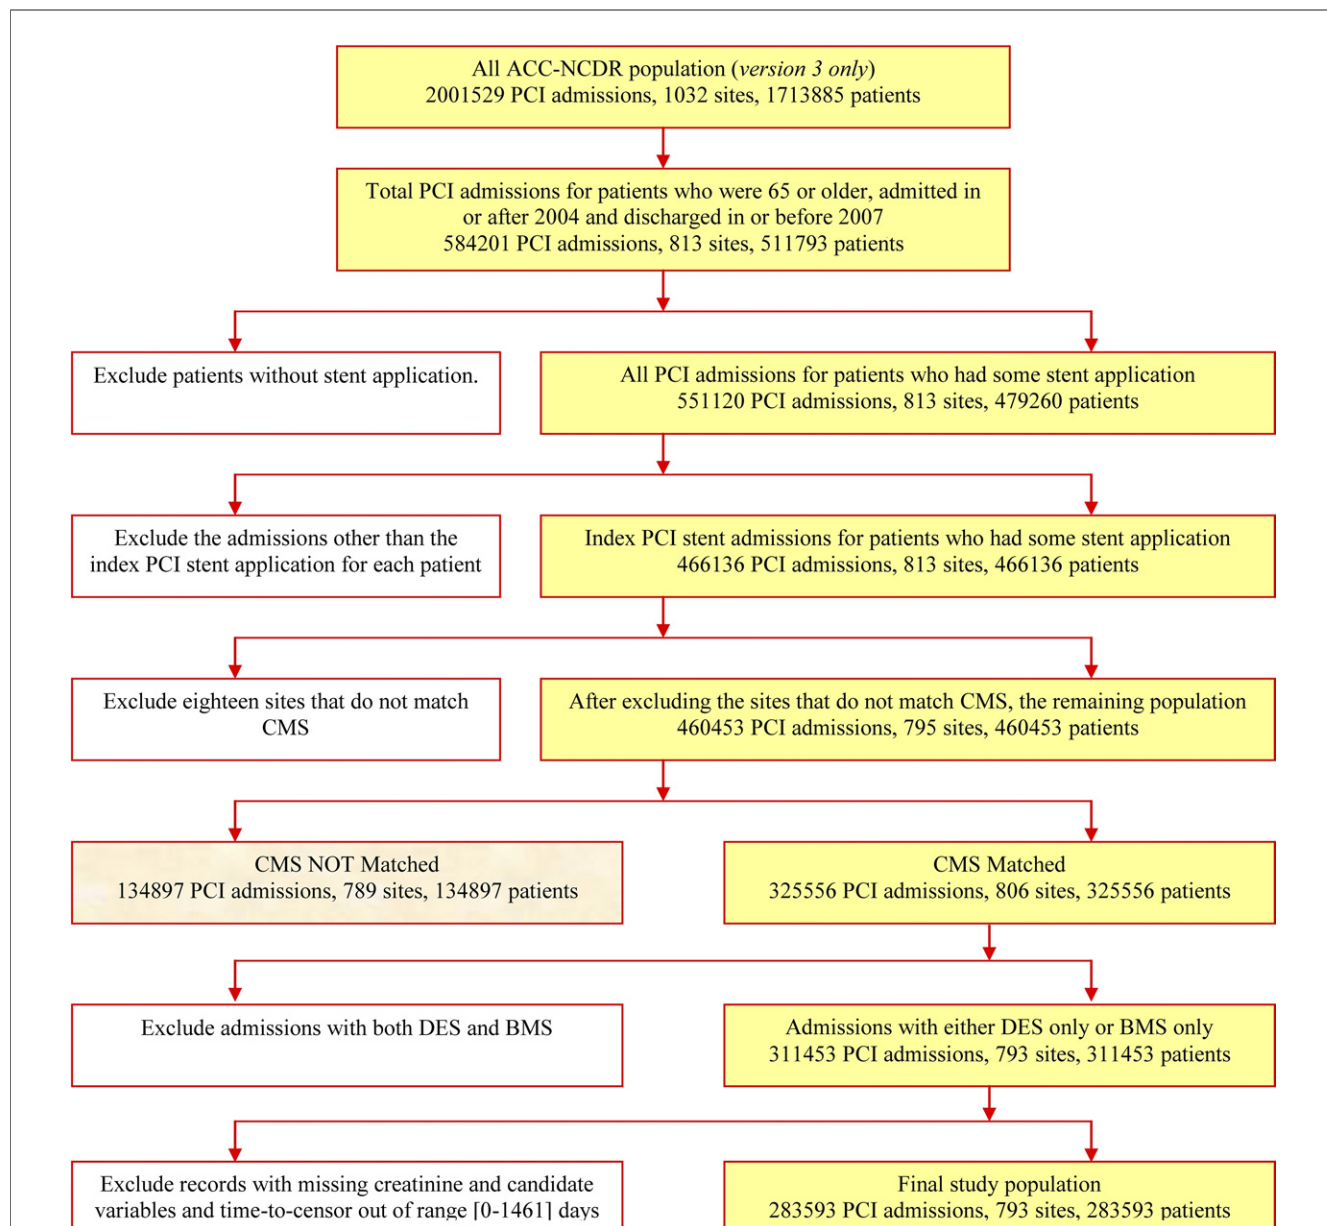 All ACC-NCDR population (version 3 only)
2001529 PCI admissions, 1032 sites, 1713885 patients
Total PCI admissions for patients who were 65 or older, admitted in
or after 2004 and discharged in or before 2007
584201 PCI admissions, 813 sites, 511793 patients
Exclude patients without stent application.
All PCI admissions for patients who had some stent application
551120 PCI admissions, 813 sites, 479260 patients
Exclude the admissions other than the
index PCI stent application for each patient
Index PCI stent admissions for patients who had some stent application
466136 PCI admissions, 813 sites, 466136 patients
Exclude eighteen sites that do not match
CMS
After excluding the sites that do not match CMS, the remaining population
460453 PCI admissions, 795 sites, 460453 patients
CMS NOT Matched
134897 PCI admissions, 789 sites, 134897 patients
CMS Matched
325556 PCI admissions, 806 sites, 325556 patients
Exclude admissions with both DES and BMS
Admissions with either DES only or BMS only
311453 PCI admissions, 793 sites, 311453 patients
Exclude records with missing creatinine and candidate
variables and time-to-censor out of range [0-1461] days
Final study population
283593 PCI admissions, 793 sites, 283593 patients